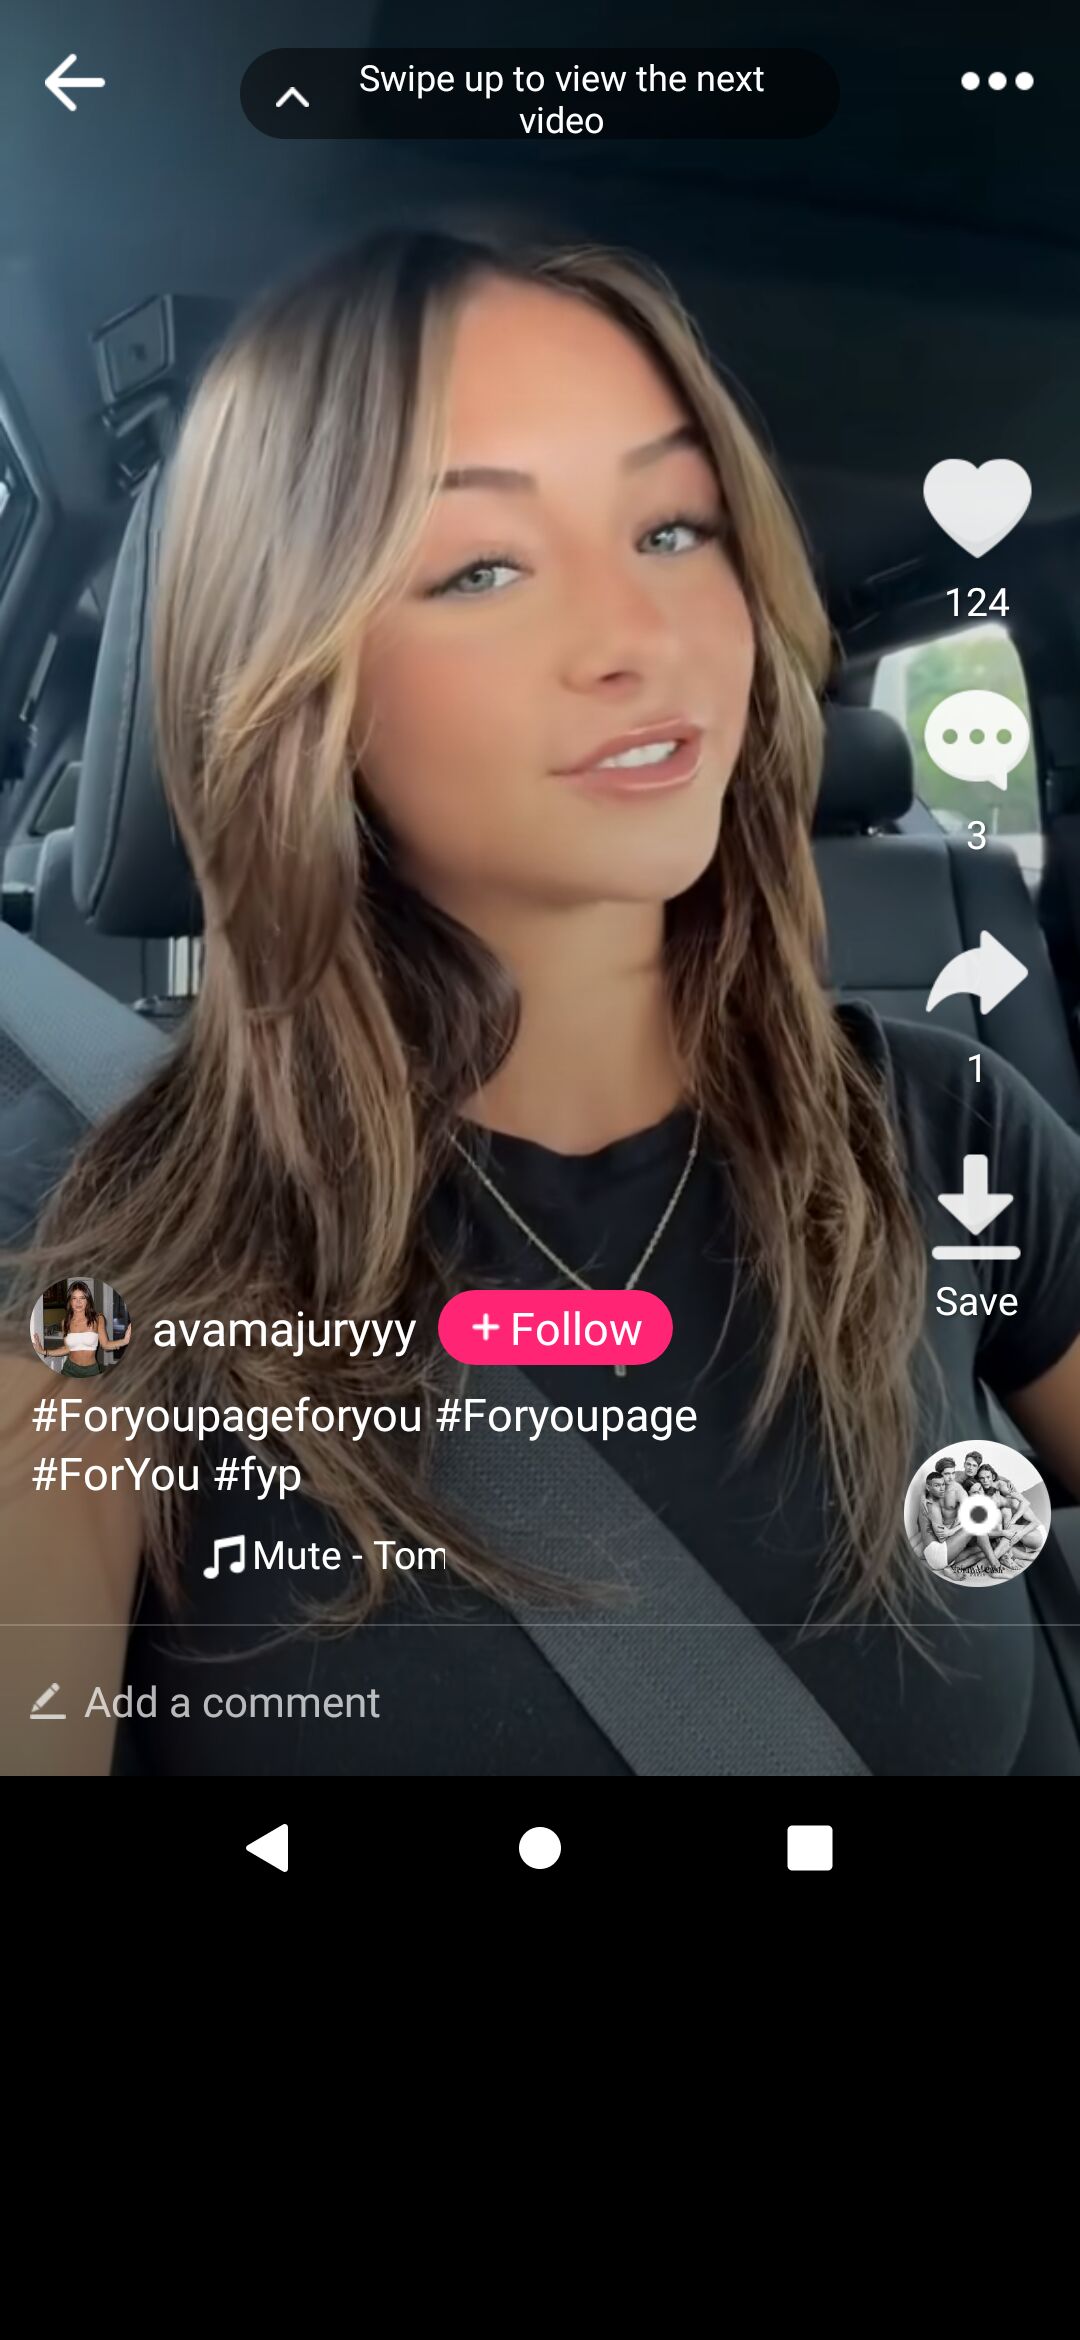 Swipe up to view the next
video
124
3
1
Save
avamajuryyy
+ Follow
#Foryoupageforyou #Foryoupage
#ForYou #fyp
Mute - Tom
Add a comment